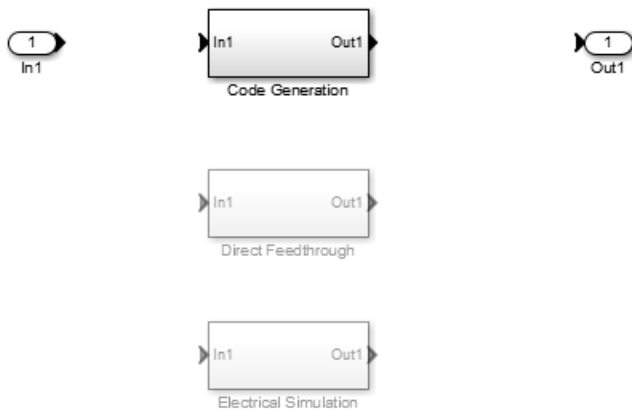 1
In1
In1 Out1
Code Generation
1
Out1
In1 Out1
Direct Feedthrough
In1 Out1
Electrical Simulation